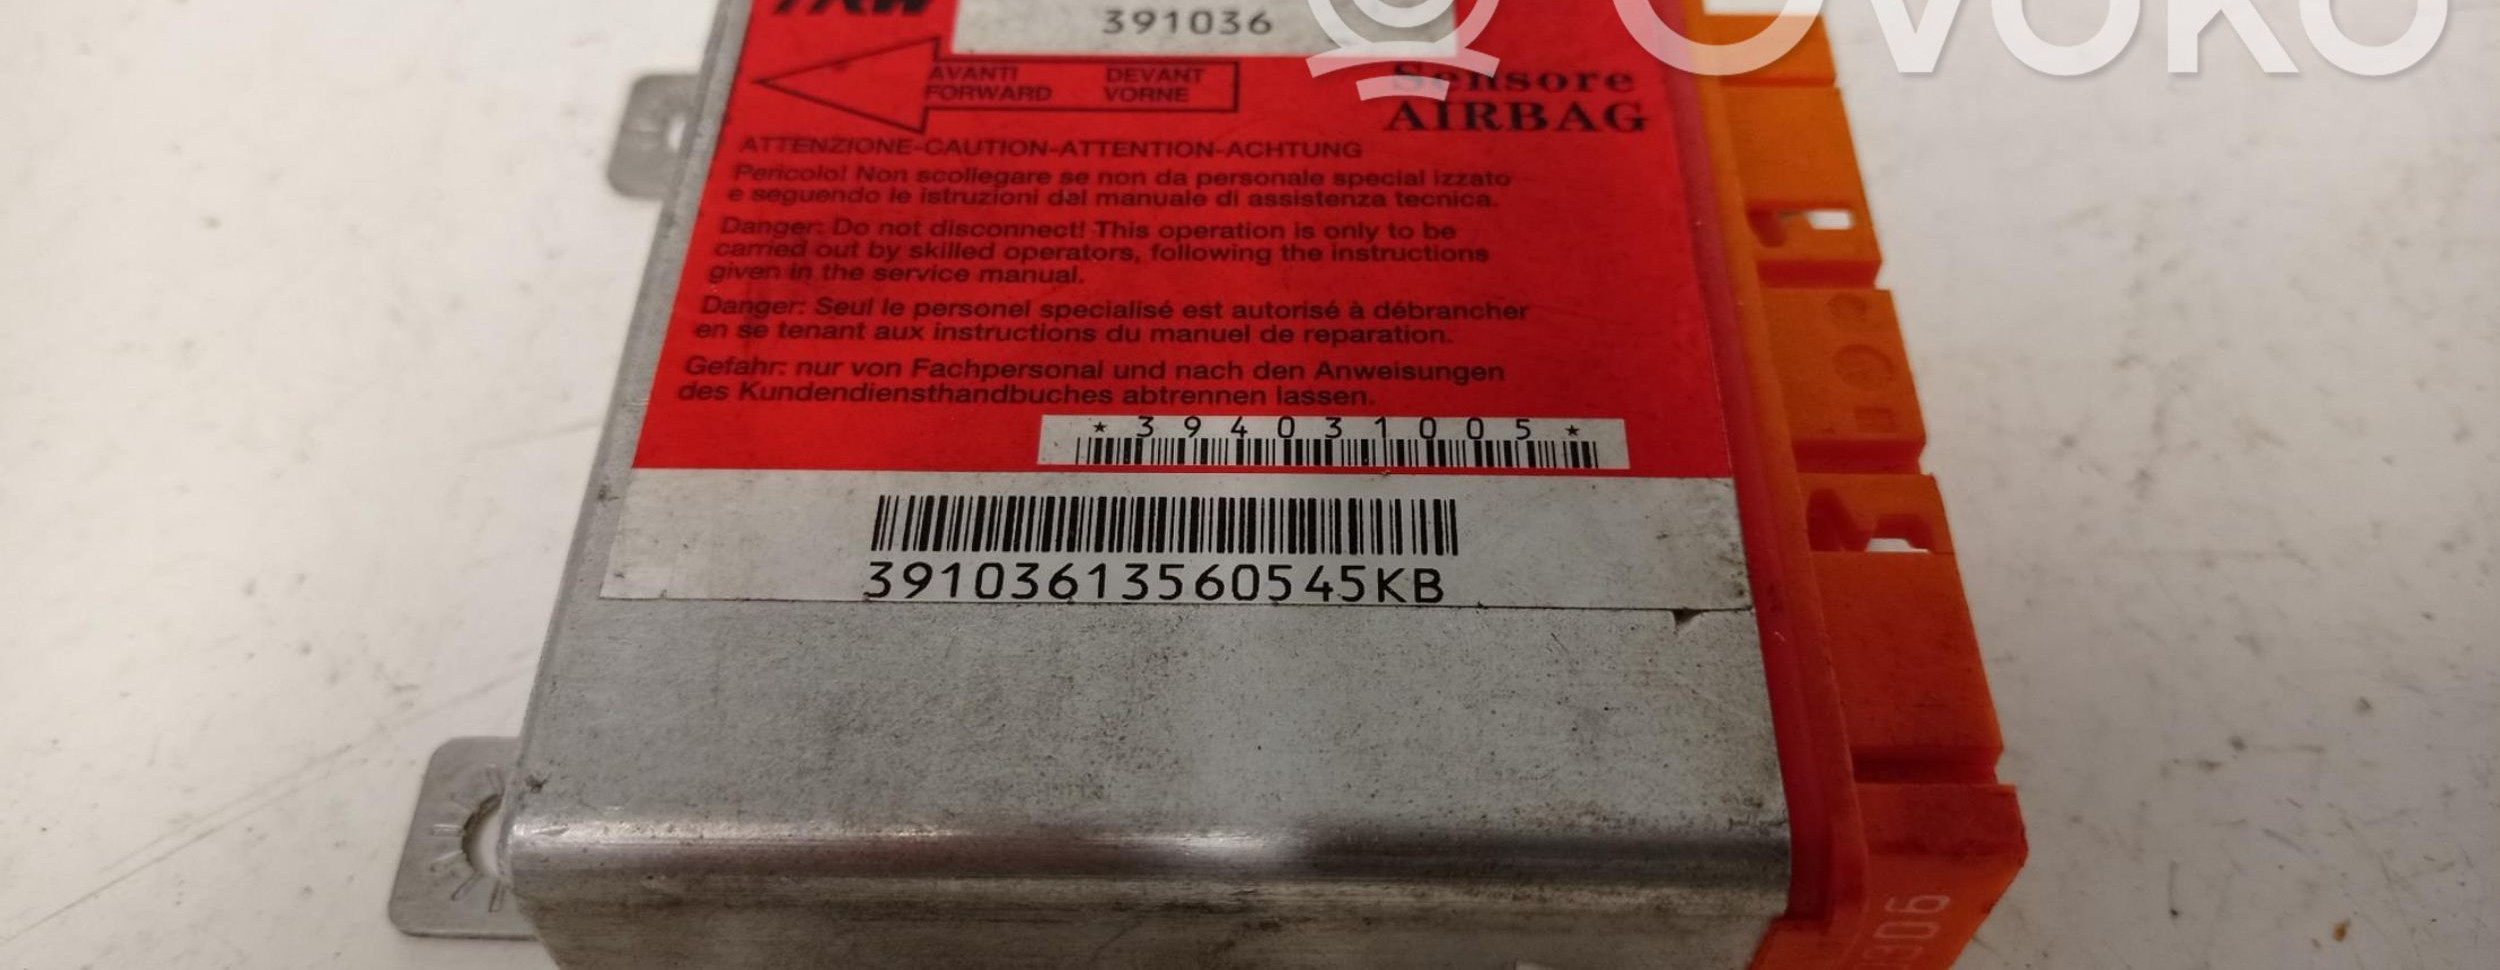 TRW
391036
OVOKO
AVANTI DEVANT
FORWARD VORNE
Sensore
AIRBAG
ATTENZIONE-CAUTION-ATTENTION-ACHTUNG
Pericolo! Non scollegare se non da personale special izzato
e seguendo le istruzioni dal manuale di assistenza tecnica.
Danger: Do not disconnect! This operation is only to be
carried out by skilled operators, following the instructions
given in the service manual.
Danger: Seul le personel specialisé est autorisé à débrancher
en se tenant aux instructions du manuel de reparation.
Gefahr: nur von Fachpersonal und nach den Anweisungen
des Kundendiensthandbuches abtrennen lassen.
* 394031005 *
39103613560545KB